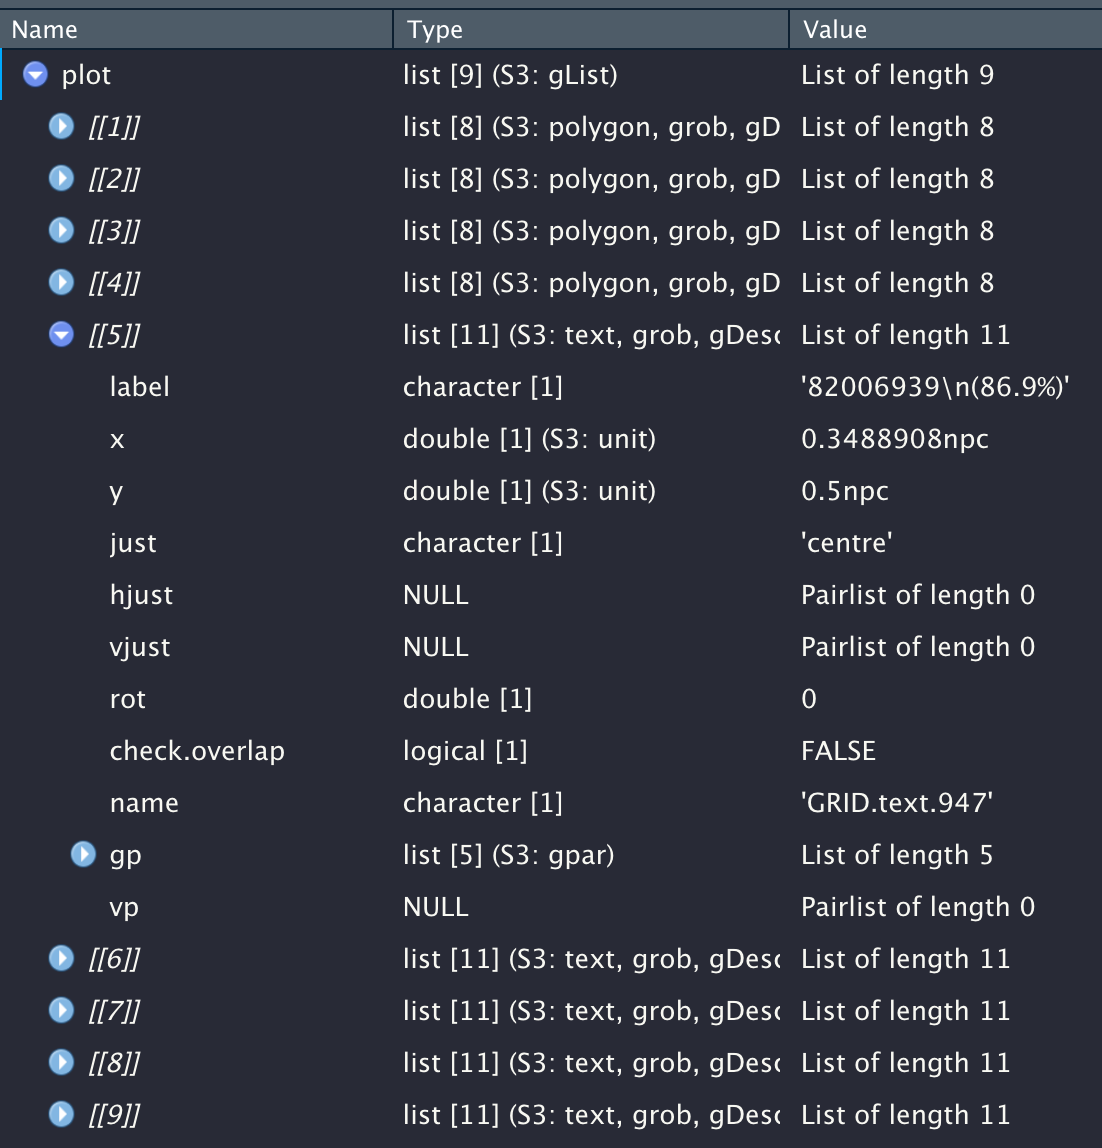 Name Type Value
plot list [9] (S3: gList) List of length 9
[[1]] list [8] (S3: polygon, grob, gD List of length 8
[[2]] list [8] (S3: polygon, grob, gD List of length 8
[[3]] list [8] (S3: polygon, grob, gD List of length 8
[[4]] list [8] (S3: polygon, grob, gD List of length 8
[[5]] list [11] (S3: text, grob, gDesc List of length 11
label character [1] '82006939\n(86.9%)'
x double [1] (S3: unit) 0.3488908npc
y double [1] (S3: unit) 0.5npc
just character [1] 'centre'
hjust NULL Pairlist of length 0
vjust NULL Pairlist of length 0
rot double [1] 0
check.overlap logical [1] FALSE
name character [1] 'GRID.text.947'
gp list [5] (S3: gpar) List of length 5
vp NULL Pairlist of length 0
[[6]] list [11] (S3: text, grob, gDesc List of length 11
[[7]] list [11] (S3: text, grob, gDesc List of length 11
[[8]] list [11] (S3: text, grob, gDesc List of length 11
[[9]] list [11] (S3: text, grob, gDesc List of length 11